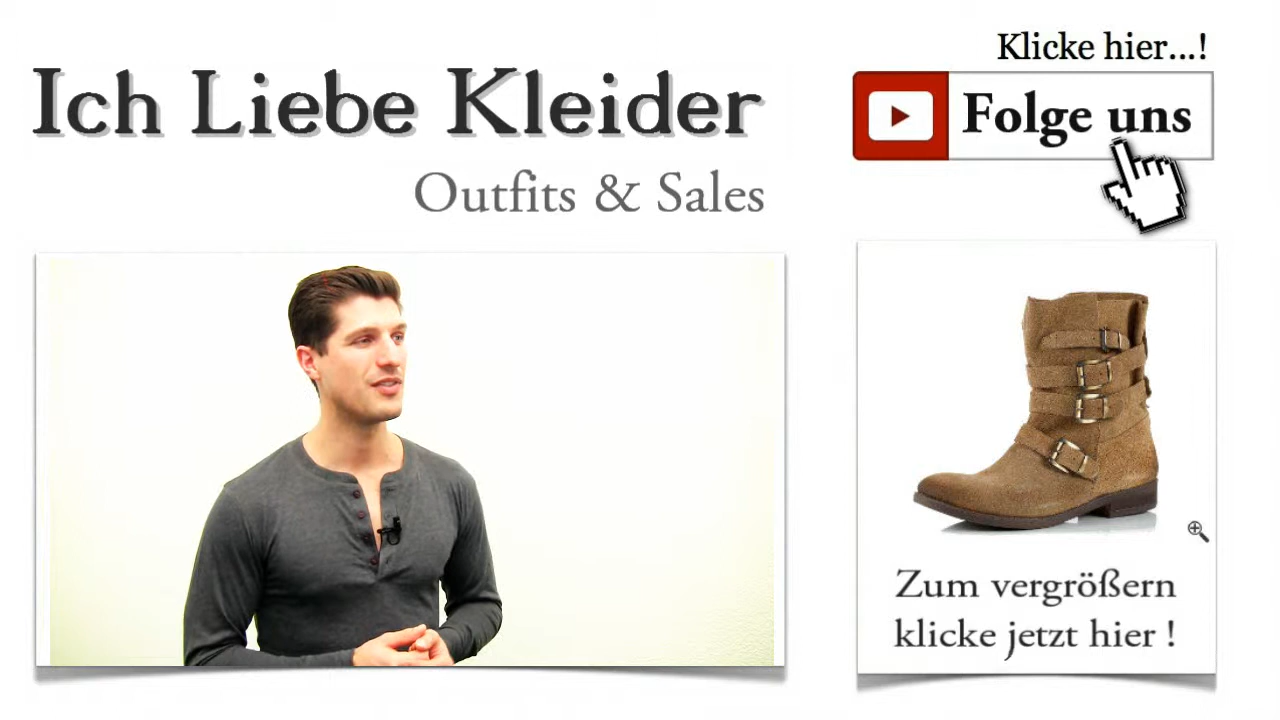 Ich Liebe Kleider
Outfits & Sales
Klicke hier...!
Folge uns
Zum vergrößern
klicke jetzt hier !